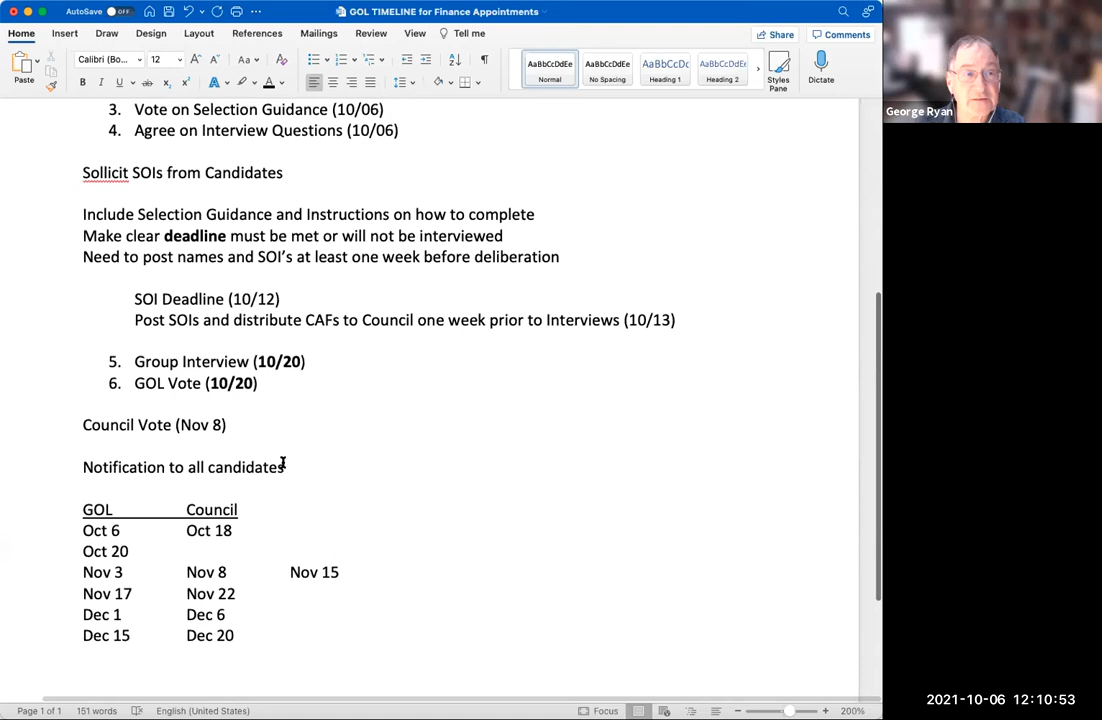 AutoSave OFF GOL TIMELINE for Finance Appointments
Home Insert Draw Design Layout References Mailings Review View Tell me Share Comments
Paste Calibri (Bo... 12 Aa AaBbCcDdEe Normal AaBbCcDdEe No Spacing AaBbCcDc Heading 1 AaBbCcDdEe Heading 2 Styles Pane Dictate
George Ryan
3. Vote on Selection Guidance (10/06)
4. Agree on Interview Questions (10/06)
Sollicit SOIs from Candidates
Include Selection Guidance and Instructions on how to complete
Make clear deadline must be met or will not be interviewed
Need to post names and SOI's at least one week before deliberation
SOI Deadline (10/12)
Post SOIs and distribute CAFs to Council one week prior to Interviews (10/13)
5. Group Interview (10/20)
6. GOL Vote (10/20)
Council Vote (Nov 8)
Notification to all candidates
GOL Council
Oct 6 Oct 18
Oct 20
Nov 3 Nov 8 Nov 15
Nov 17 Nov 22
Dec 1 Dec 6
Dec 15 Dec 20
Page 1 of 1 151 words English (United States) Focus 200%
2021-10-06 12:10:53